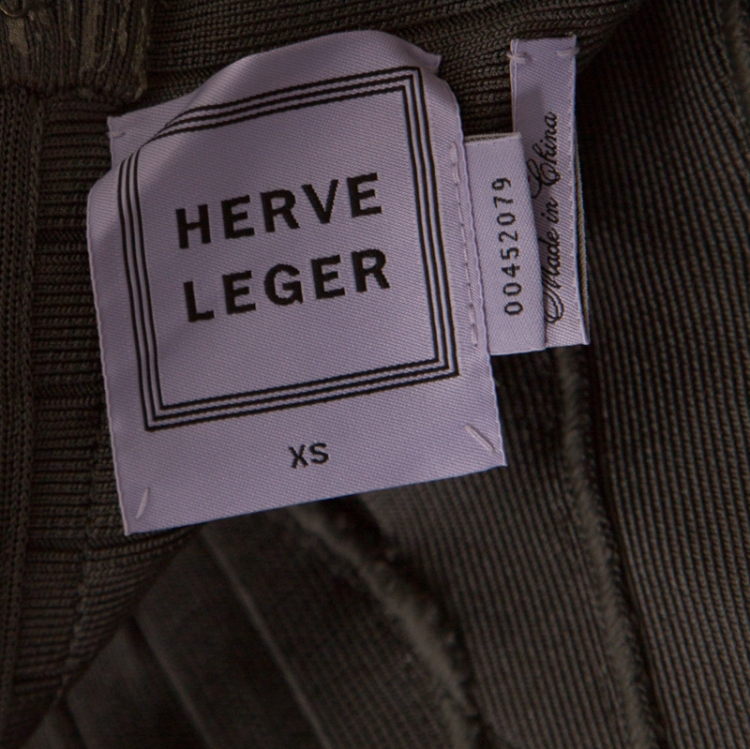 HERVE
LEGER
XS
00452079
Made in China